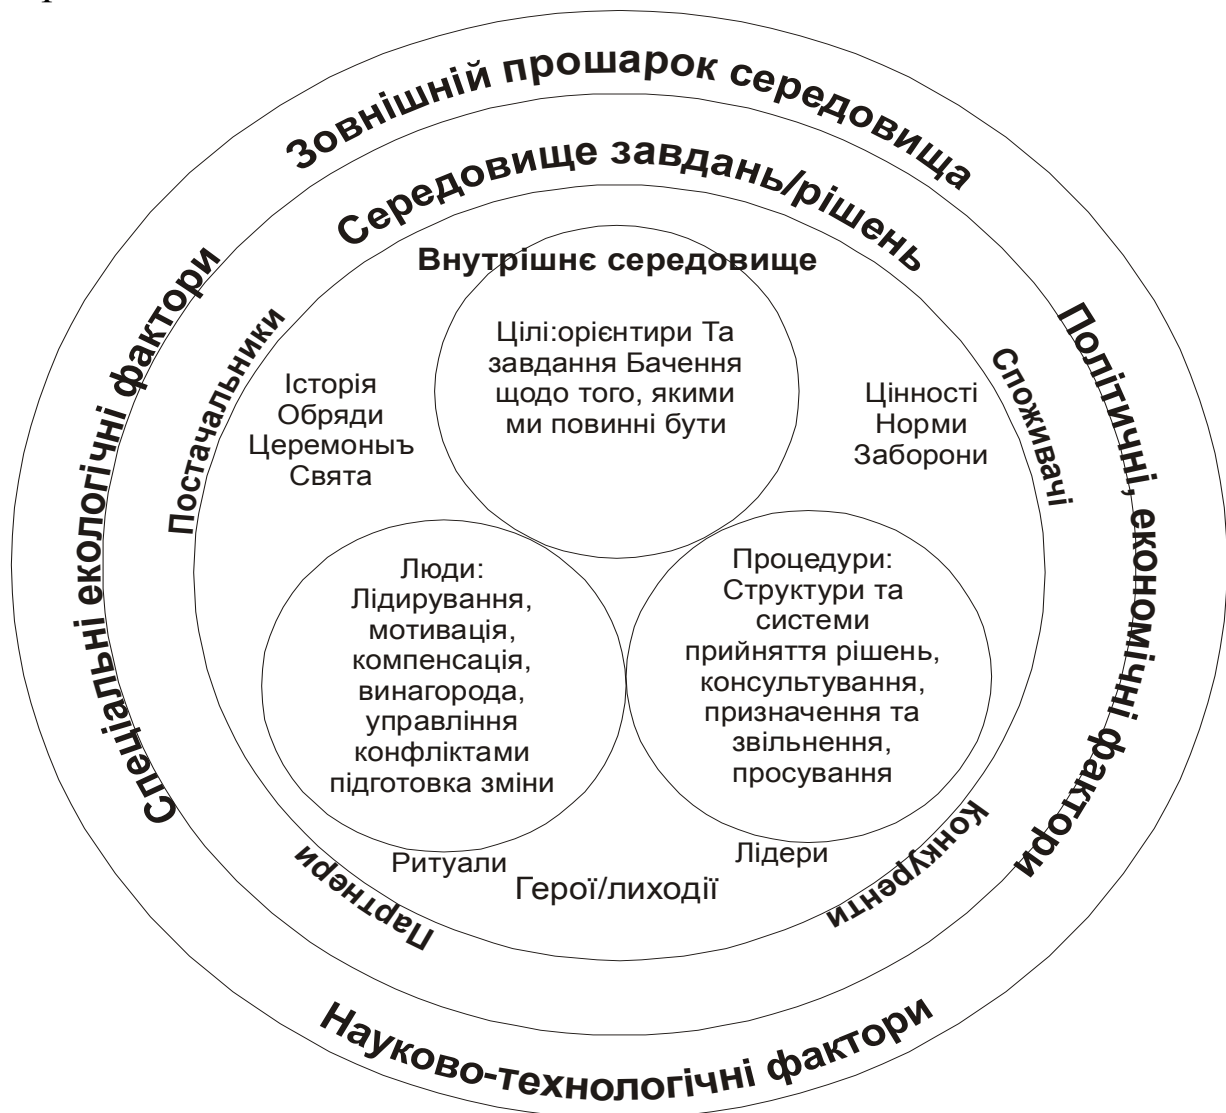 Зовнішній прошарок середовища
Середовище завдань/рішень
Внутрішнє середовище
Спеціальні екологічні фактори
Політичні, економічні фактори
Постачальники
Споживачі
Цілі:орієнтири Та
завдання Бачення
щодо того, якими
ми повинні бути
Історія
Обряди
Церемоныъ
Свята
Цінності
Норми
Заборони
Люди:
Лідирування,
мотивація,
компенсація,
винагорода,
управління
конфліктами
підготовка зміни
Процедури:
Структури та
системи
прийняття рішень,
консультування,
призначення та
звільнення,
просування
Ритуали
Лідери
Герої/лиходії
Партнери
Конкуренти
Науково-технологічні фактори